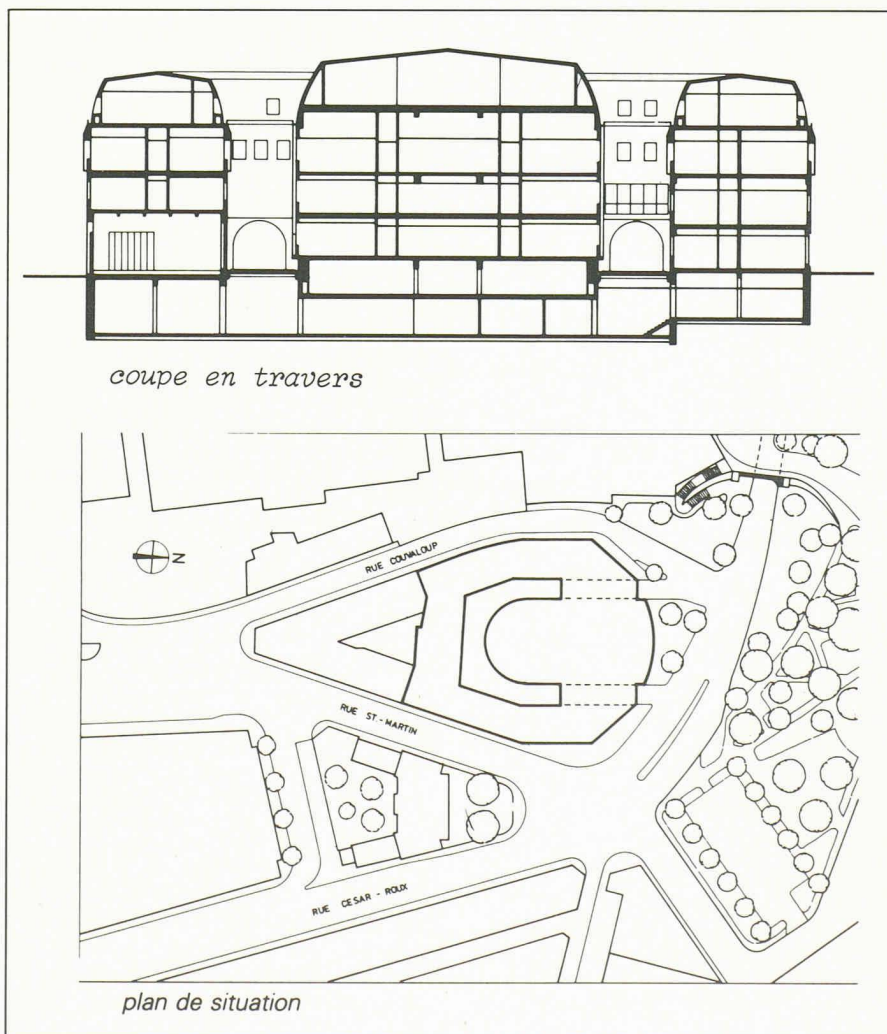 coupe en travers
N
RUE COUVALOUP
RUE ST.-MARTIN
RUE CESAR - ROUX
plan de situation